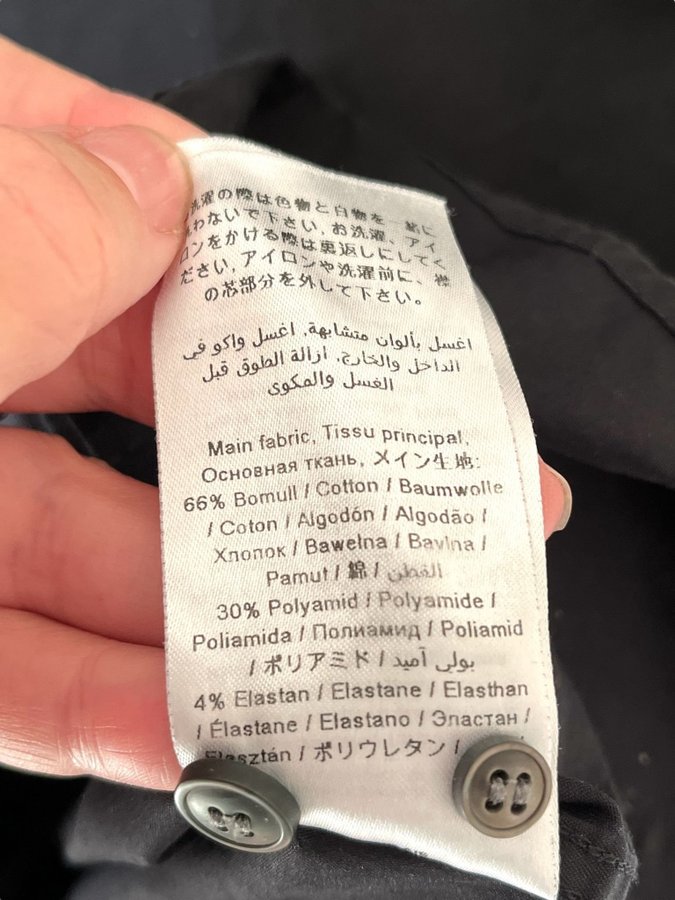 洗濯の際は色物と白物を一緒に
洗わないで下さい, お洗濯、アイ
ロンをかける際は裏返しにしてく
ださい, アイロンや洗濯前に、襟
の芯部分を外して下さい。
اغسل بألوان متشابهة, اغسل واكو في
الداخل والخارج, أزالة الطوق قبل
الغسل والمكوى
Main fabric, Tissu principal,
Основная ткань, メイン生地:
66% Bomull / Cotton / Baumwolle
/ Coton / Algodón / Algodão /
Хлопок / Bawełna / Bavlna /
Pamut / 綿 / القطن
30% Polyamid / Polyamide /
Poliamida / Полиамид / Poliamid
/ ポリアミド / بولي آميد
4% Elastan / Elastane / Elasthan
/ Élastane / Elastano / Эластан /
Elasztán / ポリウレタン /